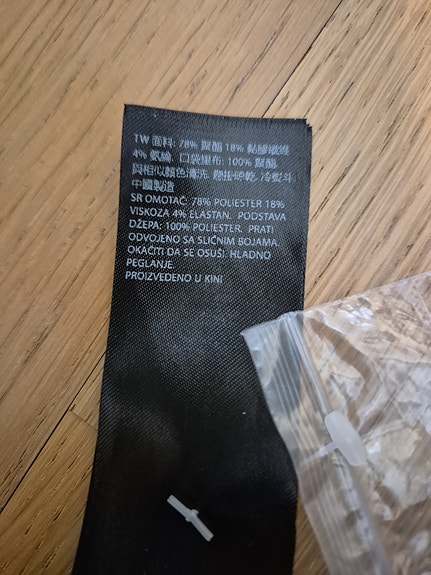 TW 面料: 78% 聚酯 18% 黏膠纖維
4% 氨綸. 口袋里布: 100% 聚酯.
與相似顏色清洗. 懸掛晾乾. 冷熨斗.
中國製造
SR OMOTAČ: 78% POLIESTER 18%
VISKOZA 4% ELASTAN. PODSTAVA
DŽEPA: 100% POLIESTER. PRATI
ODVOJENO SA SLIČNIM BOJAMA.
OKAČITI DA SE OSUŠI. HLADNO
PEGLANJE.
PROIZVEDENO U KINI